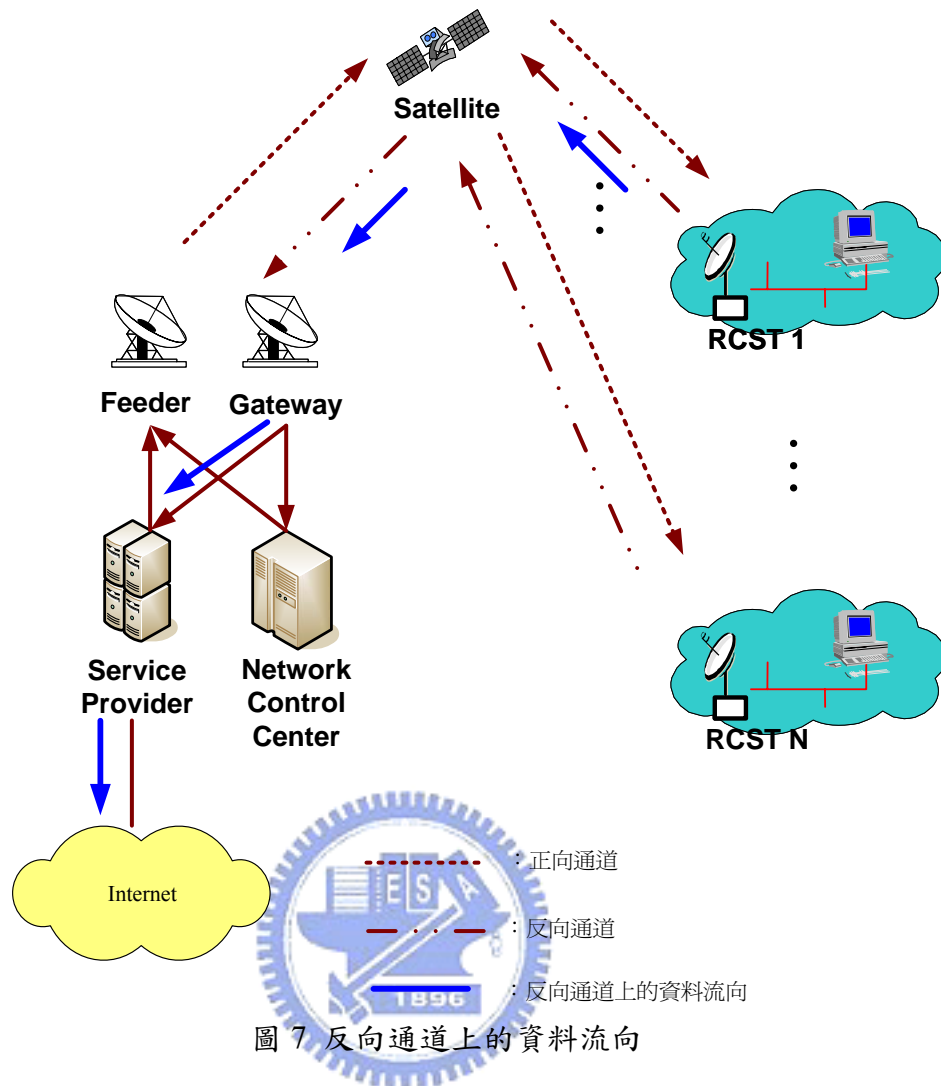 Satellite
RCST 1
Feeder
Gateway
Service
Provider
Network
Control
Center
RCST N
Internet
：正向通道
：反向通道
：反向通道上的資料流向
E S A
1896
圖 7 反向通道上的資料流向